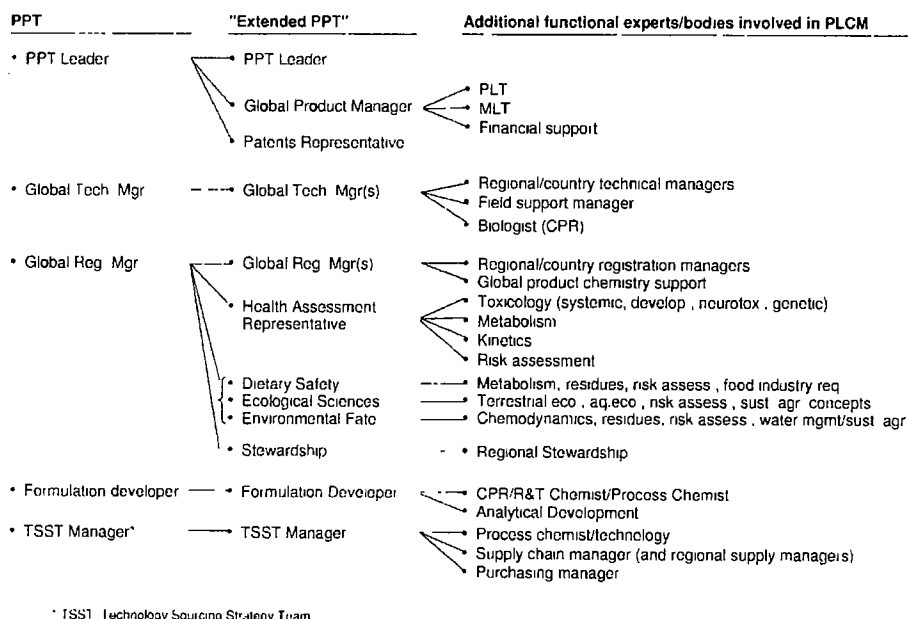 PPT "Extended PPT" Additional functional experts/bodies involved in PLCM
• PPT Leader • PPT Leader
• Global Product Manager
• PLT
• MLT
• Financial support
• Patents Representative
• Global Tech Mgr • Global Tech Mgr(s)
• Regional/country technical managers
• Field support manager
• Biologist (CPR)
• Global Reg Mgr • Global Reg Mgr(s) • Regional/country registration managers
• Global product chemistry support
• Health Assessment
Representative
• Toxicology (systemic, develop , neurotox , genetic)
• Metabolism
• Kinetics
• Risk assessment
• Dietary Safety • Metabolism, residues, risk assess , food industry req
• Ecological Sciences • Terrestrial eco , aq.eco , risk assess , sust agr concepts
• Environmental Fate • Chemodynamics, residues, risk assess , water mgmt/sust agr
• Stewardship • Regional Stewardship
• Formulation developer • Formulation Developer • CPR/R&T Chemist/Process Chemist
• Analytical Development
• TSST Manager* • TSST Manager • Process chemist/technology
• Supply chain manager (and regional supply managers)
• Purchasing manager
* TSST Technology Sourcing Strategy Team